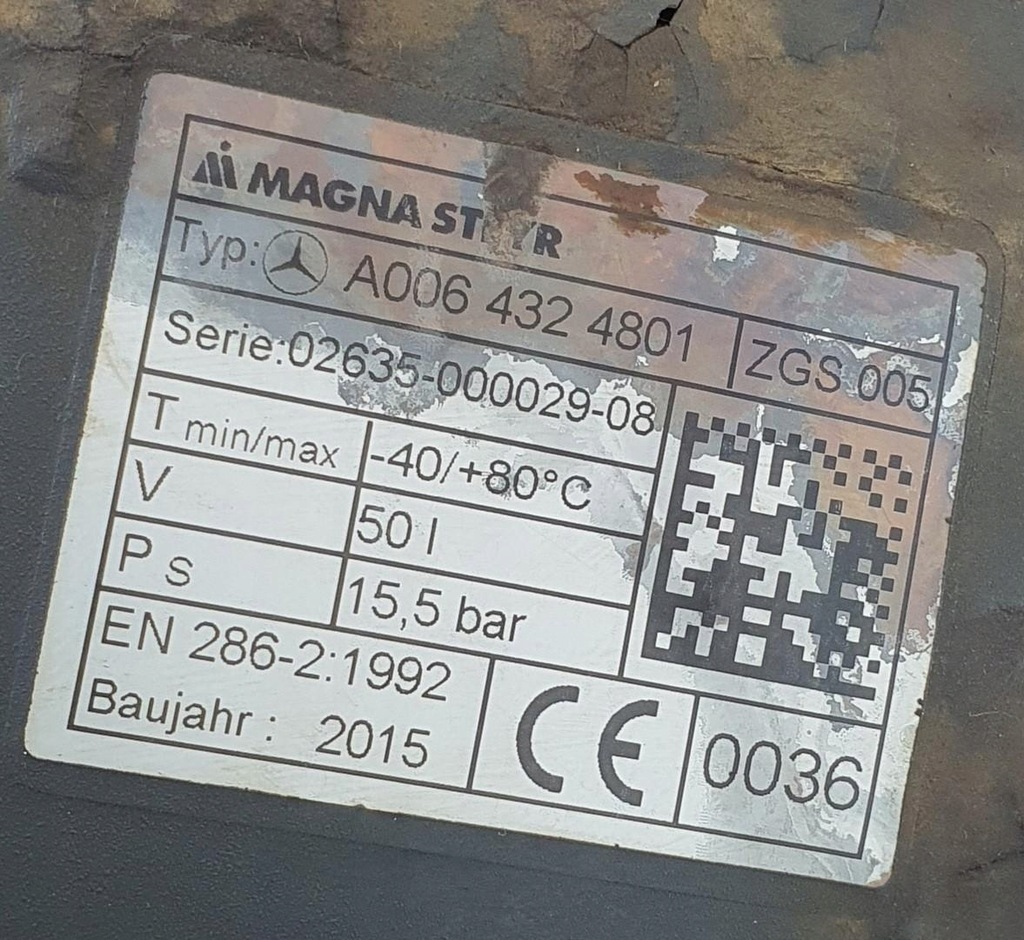 MAGNA STEYR
Typ: A006 432 4801 ZGS 005
Serie:02635-000029-08
T min/max -40/+80°C
V 50 l
P s 15,5 bar
EN 286-2:1992
Baujahr : 2015 CE 0036